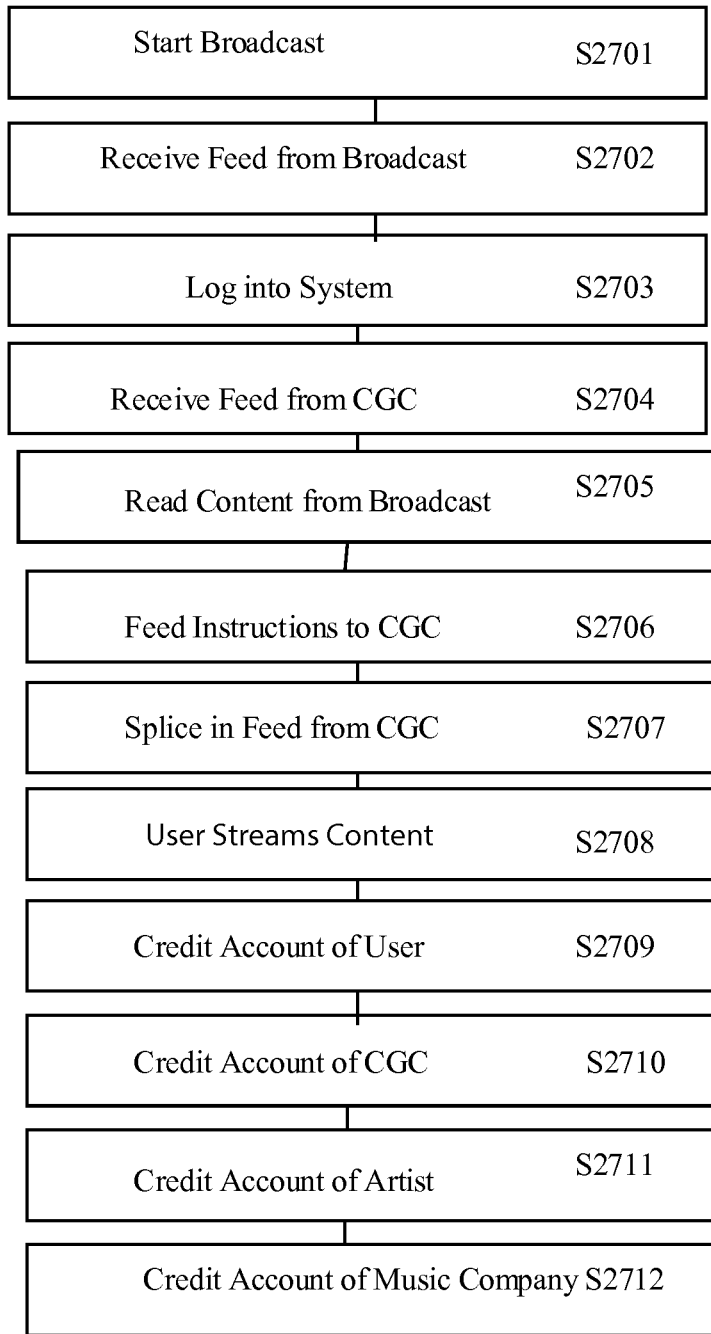 Start Broadcast S2701
Receive Feed from Broadcast S2702
Log into System S2703
Receive Feed from CGC S2704
Read Content from Broadcast S2705
Feed Instructions to CGC S2706
Splice in Feed from CGC S2707
User Streams Content S2708
Credit Account of User S2709
Credit Account of CGC S2710
Credit Account of Artist S2711
Credit Account of Music Company S2712